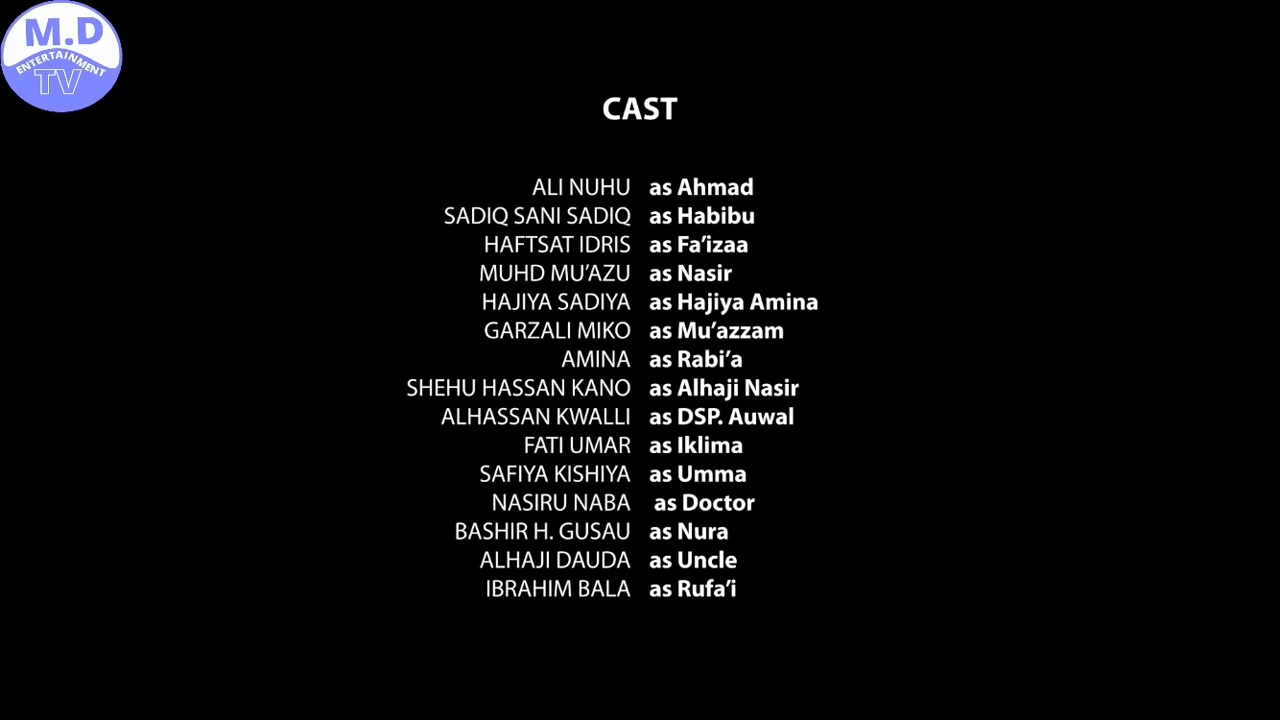 M.D
ENTERTAINMENT
TV
CAST
ALI NUHU as Ahmad
SADIQ SANI SADIQ as Habibu
HAFTSAT IDRIS as Fa’izaa
MUHD MU’AZU as Nasir
HAJIYA SADIYA as Hajiya Amina
GARZALI MIKO as Mu’azzam
AMINA as Rabi’a
SHEHU HASSAN KANO as Alhaji Nasir
ALHASSAN KWALLI as DSP. Auwal
FATI UMAR as Iklima
SAFIYA KISHIYA as Umma
NASIRU NABA as Doctor
BASHIR H. GUSAU as Nura
ALHAJI DAUDA as Uncle
IBRAHIM BALA as Rufa’i